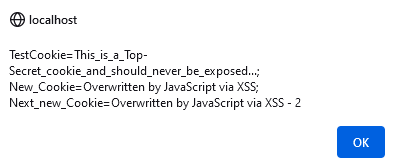 localhost
TestCookie=This_is_a_Top-
Secret_cookie_and_should_never_be_exposed...;
New_Cookie=Overwritten by JavaScript via XSS;
Next_new_Cookie=Overwritten by JavaScript via XSS - 2
OK